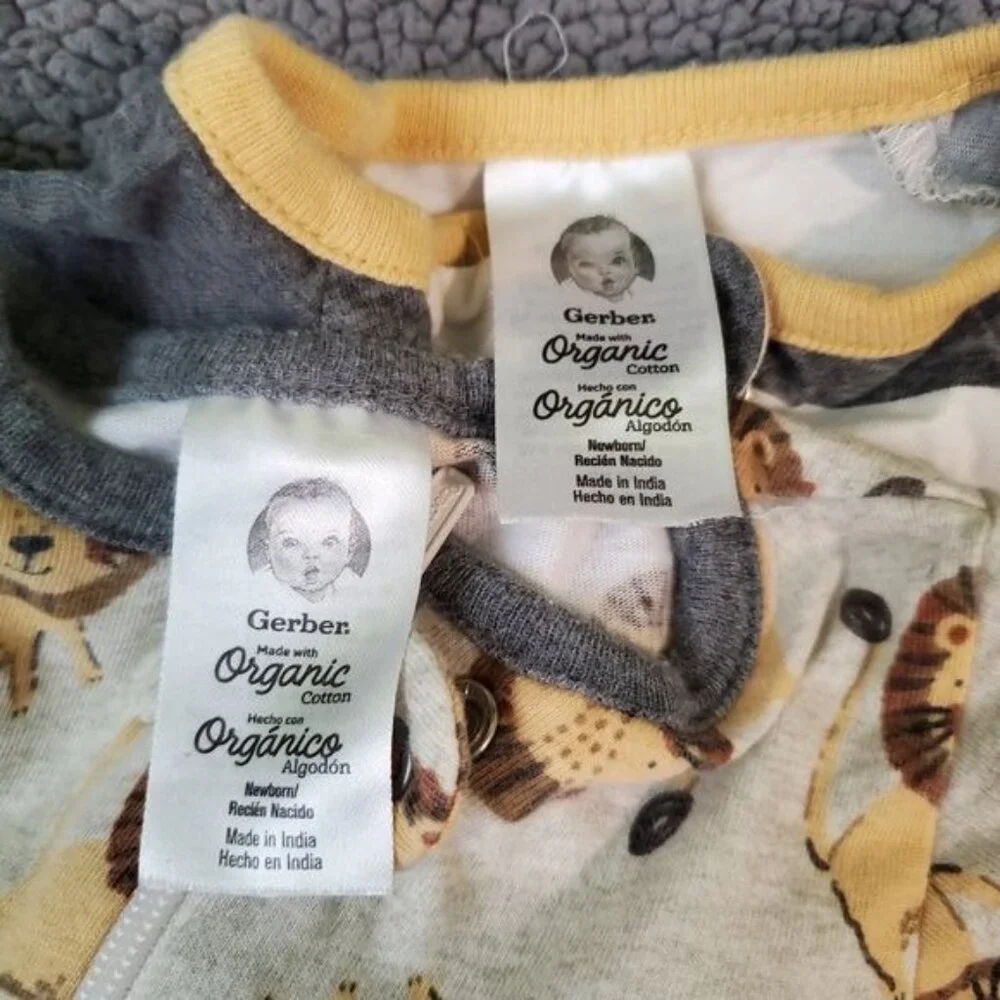 Gerber.
Made with
Organic
Cotton
Hecho con
Orgánico
Algodón
Newborn/
Recién Nacido
Made in India
Hecho en India
Gerber.
Made with
Organic
Cotton
Hecho con
Orgánico
Algodón
Newborn/
Recién Nacido
Made in India
Hecho en India